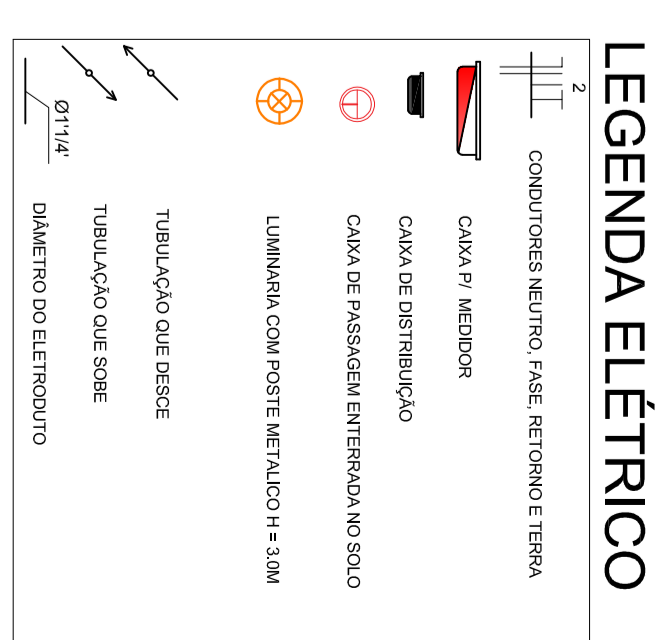 LEGENDA ELÉTRICO
2
CONDUTORES NEUTRO, FASE, RETORNO E TERRA
CAIXA P/ MEDIDOR
CAIXA DE DISTRIBUIÇÃO
CAIXA DE PASSAGEM ENTERRADA NO SOLO
LUMINARIA COM POSTE METALICO H = 3.0M
TUBULAÇÃO QUE DESCE
TUBULAÇÃO QUE SOBE
Ø1'1/4'
DIÂMETRO DO ELETRODUTO